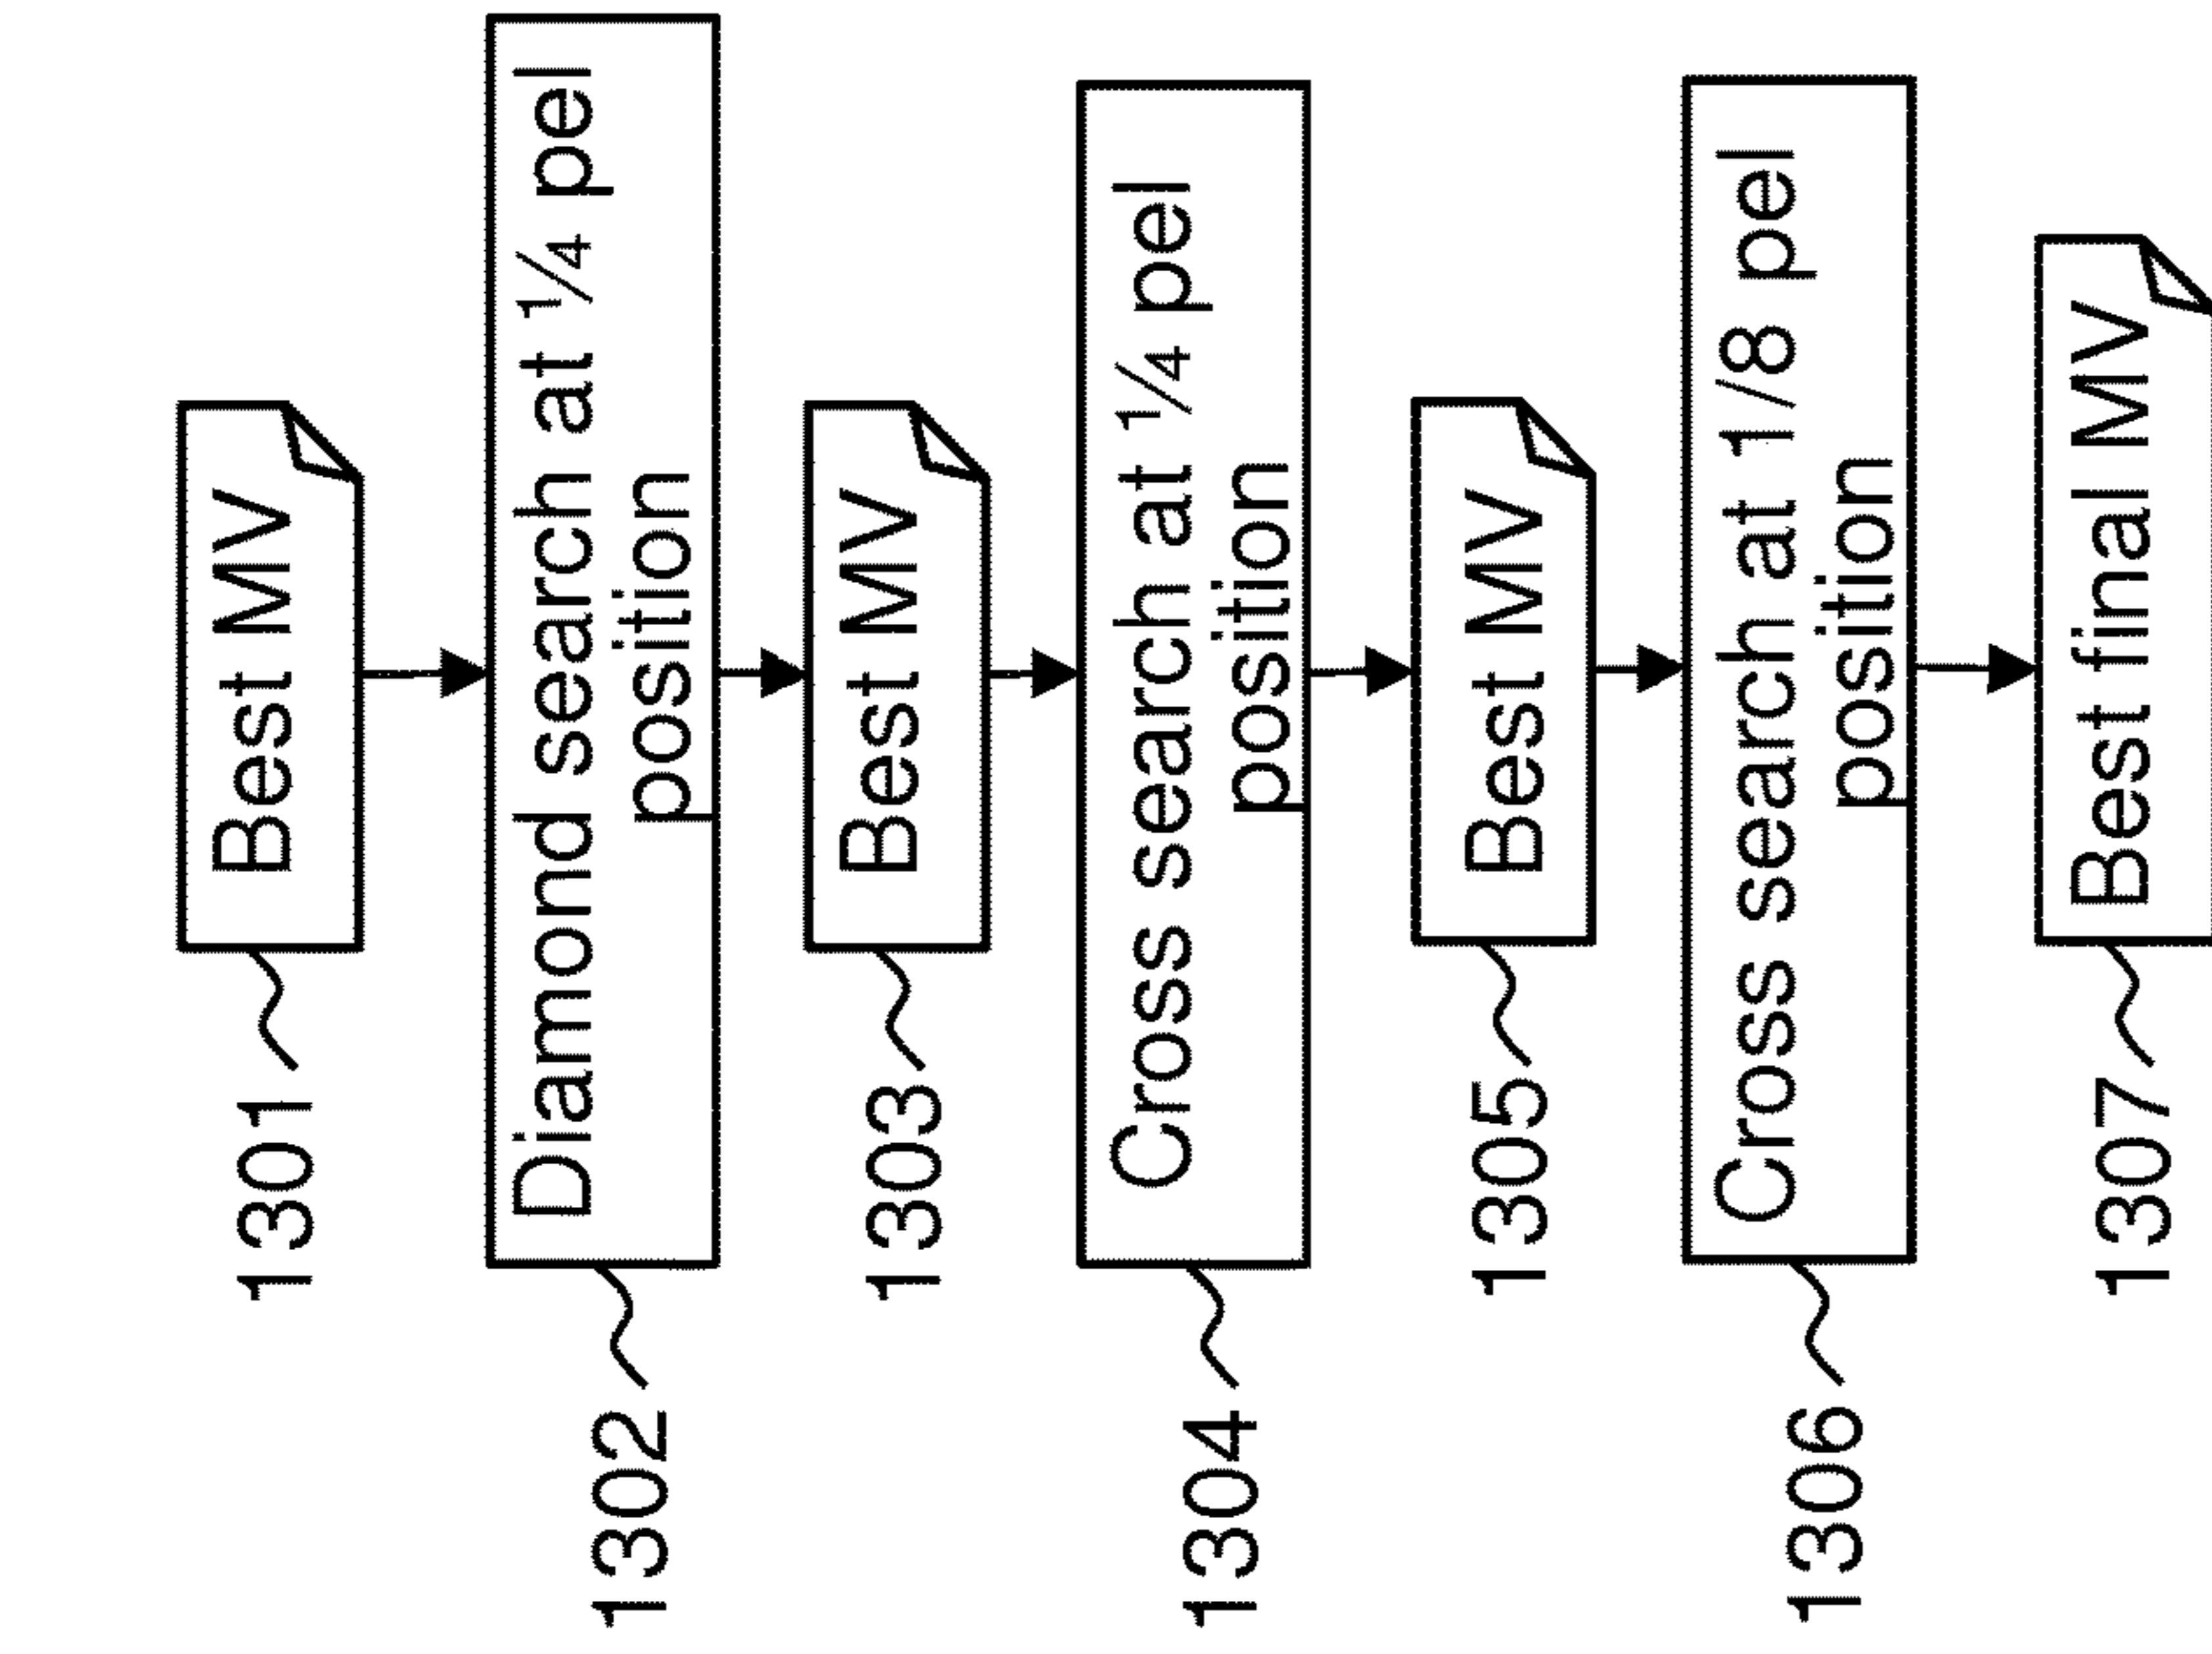 1301
Best MV
1302
Diamond search at ¼ pel
position
1303
Best MV
1304
Cross search at ¼ pel
position
1305
Best MV
1306
Cross search at 1/8 pel
position
1307
Best final MV